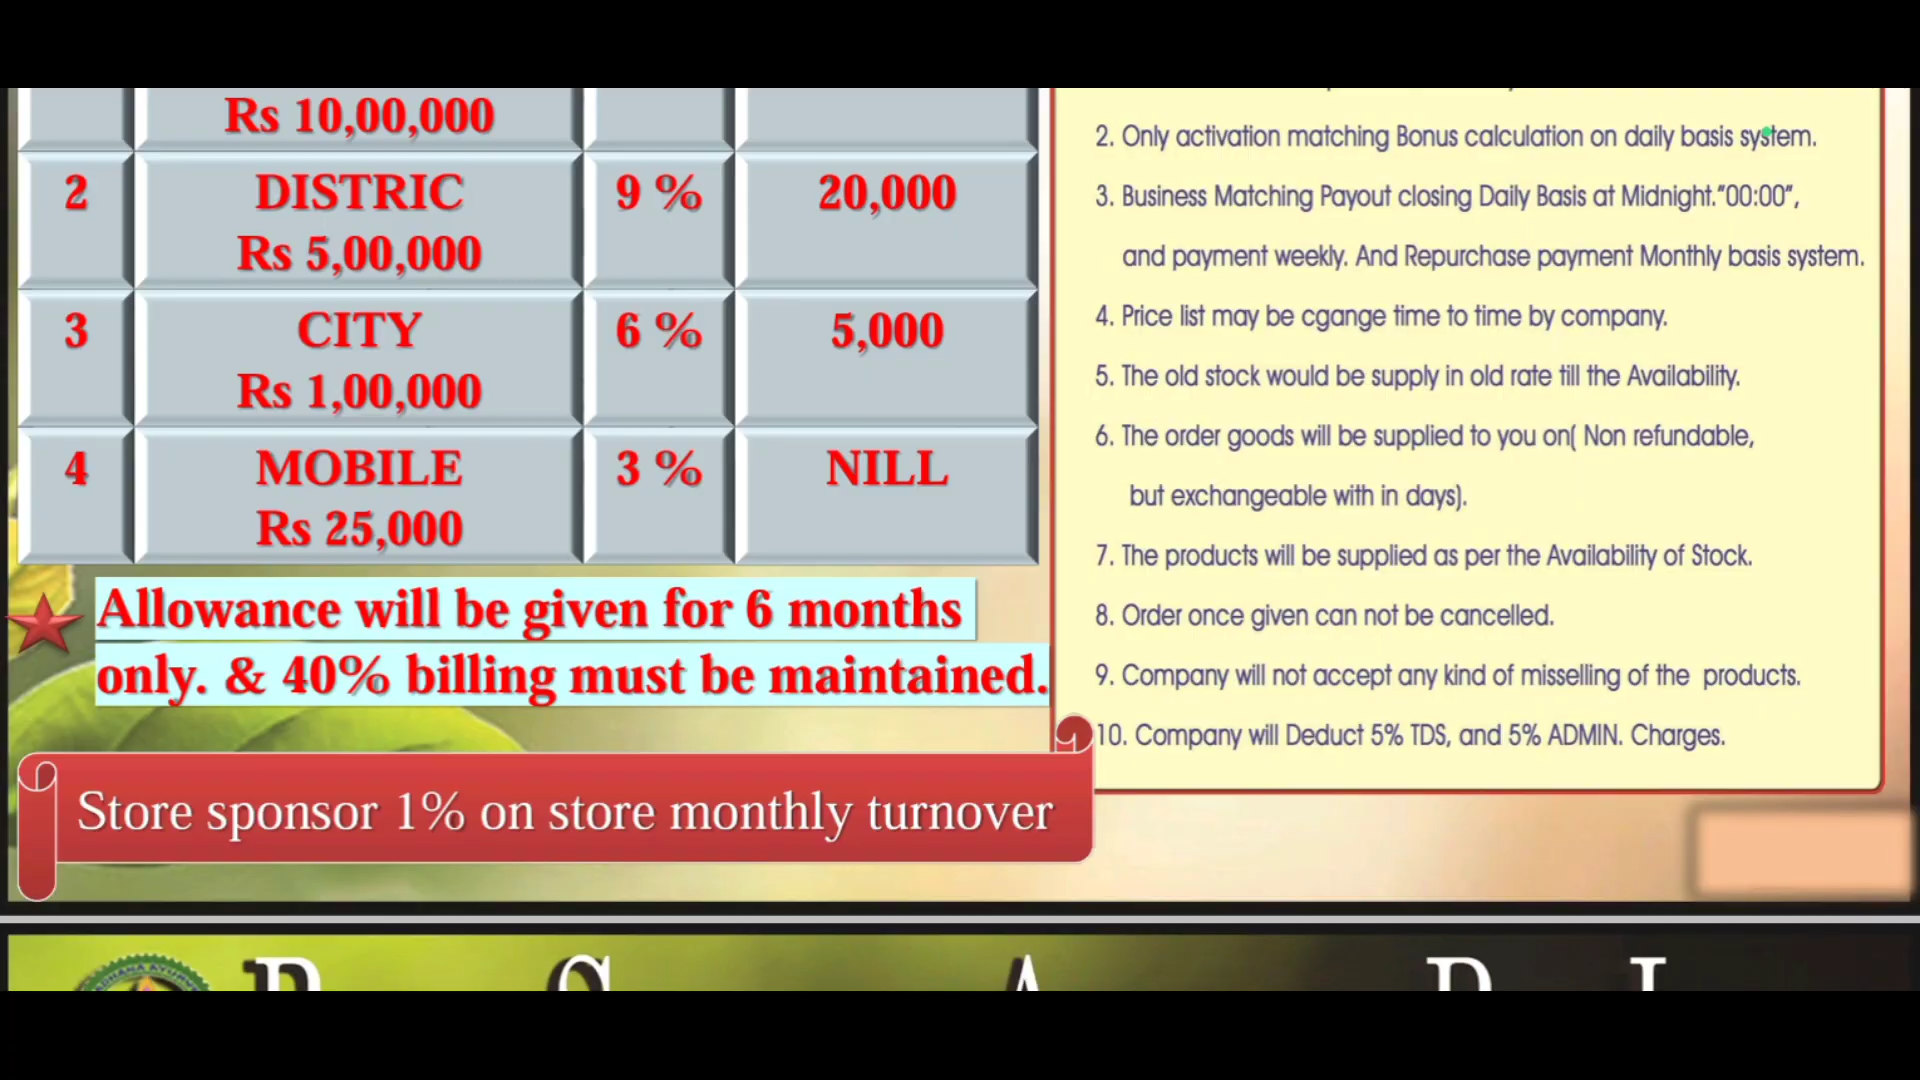 Rs 10,00,000
2 DISTRIC 9 % 20,000
Rs 5,00,000
3 CITY 6 % 5,000
Rs 1,00,000
4 MOBILE 3 % NILL
Rs 25,000
Allowance will be given for 6 months
only. & 40% billing must be maintained.
Store sponsor 1% on store monthly turnover
2. Only activation matching Bonus calculation on daily basis system.
3. Business Matching Payout closing Daily Basis at Midnight.“00:00”,
and payment weekly. And Repurchase payment Monthly basis system.
4. Price list may be cgange time to time by company.
5. The old stock would be supply in old rate till the Availability.
6. The order goods will be supplied to you on( Non refundable,
but exchangeable with in days).
7. The products will be supplied as per the Availability of Stock.
8. Order once given can not be cancelled.
9. Company will not accept any kind of misselling of the products.
10. Company will Deduct 5% TDS, and 5% ADMIN. Charges.